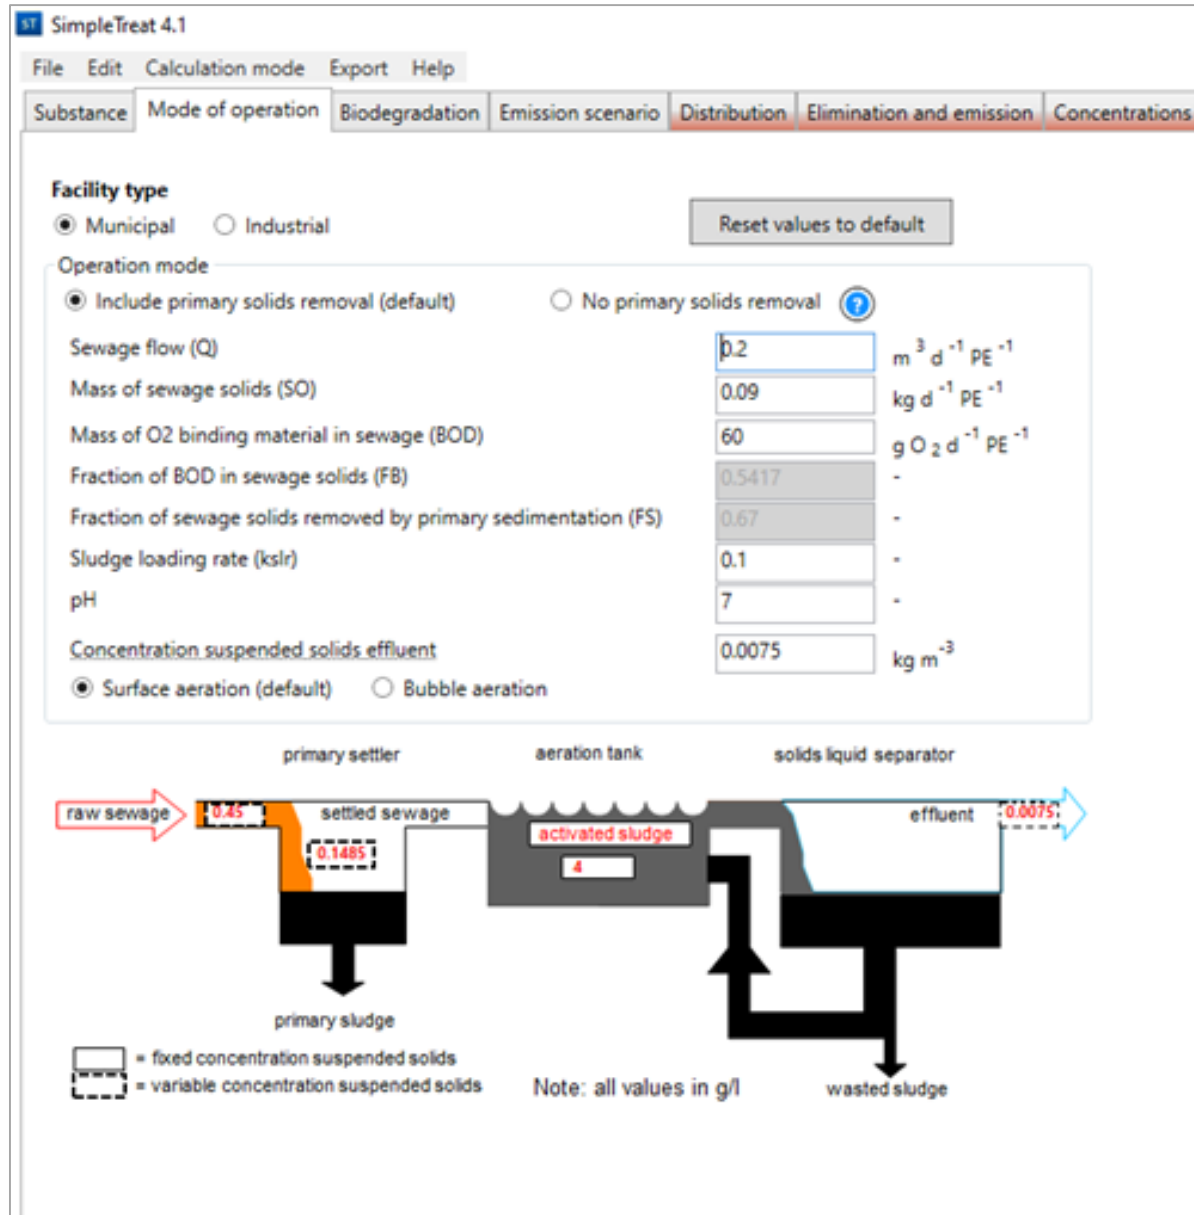 ST SimpleTreat 4.1
File Edit Calculation mode Export Help
Substance Mode of operation Biodegradation Emission scenario Distribution Elimination and emission Concentrations
Facility type
Municipal Industrial Reset values to default
Operation mode
Include primary solids removal (default) No primary solids removal ?
Sewage flow (Q) 0.2 m 3 d -1 PE -1
Mass of sewage solids (SO) 0.09 kg d -1 PE -1
Mass of O2 binding material in sewage (BOD) 60 g O 2 d -1 PE -1
Fraction of BOD in sewage solids (FB) 0.5417 -
Fraction of sewage solids removed by primary sedimentation (FS) 0.67 -
Sludge loading rate (kslr) 0.1 -
pH 7 -
Concentration suspended solids effluent 0.0075 kg m -3
Surface aeration (default) Bubble aeration
primary settler aeration tank solids liquid separator
raw sewage 0.45 settled sewage effluent 0.0075
activated sludge
0.1485 4
primary sludge
= fixed concentration suspended solids
= variable concentration suspended solids Note: all values in g/l wasted sludge